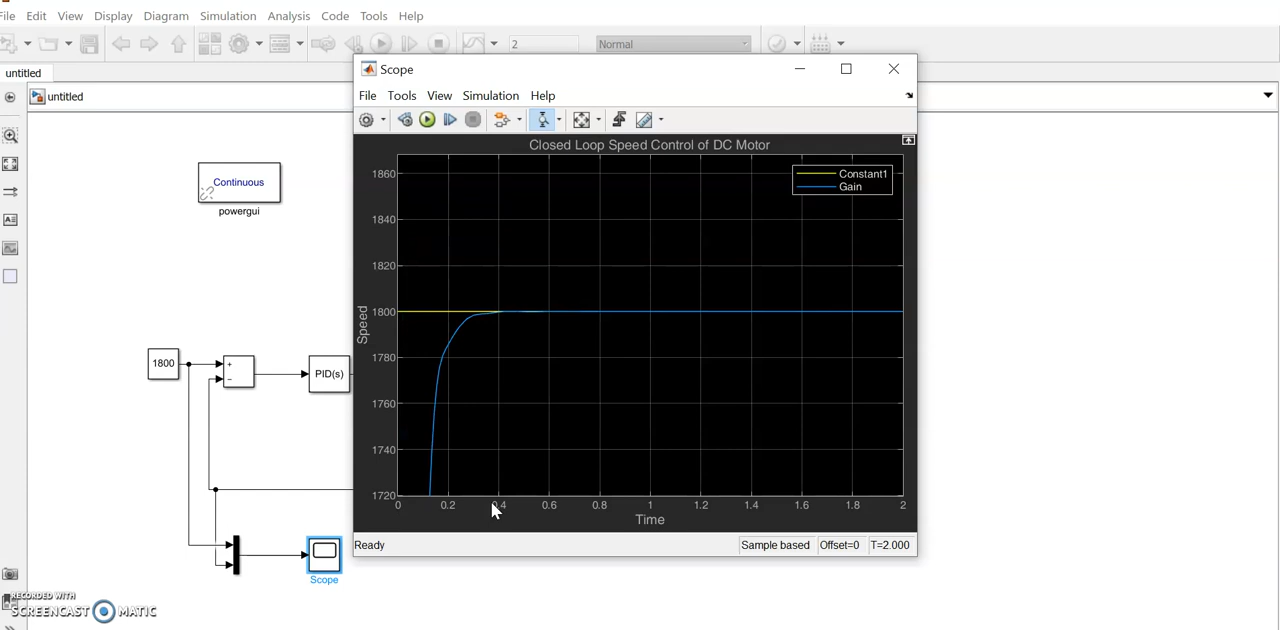 File Edit View Display Diagram Simulation Analysis Code Tools Help
2 Normal
untitled
untitled
Scope
File Tools View Simulation Help
Closed Loop Speed Control of DC Motor
Constant1
Gain
1860
1840
1820
1800
1780
1760
1740
1720
Speed
0 0.2 0.4 0.6 0.8 1 1.2 1.4 1.6 1.8 2
Time
Ready Sample based Offset=0 T=2.000
Continuous
powergui
1800
+
−
PID(s)
Scope
RECORDED WITH
SCREENCAST MATIC